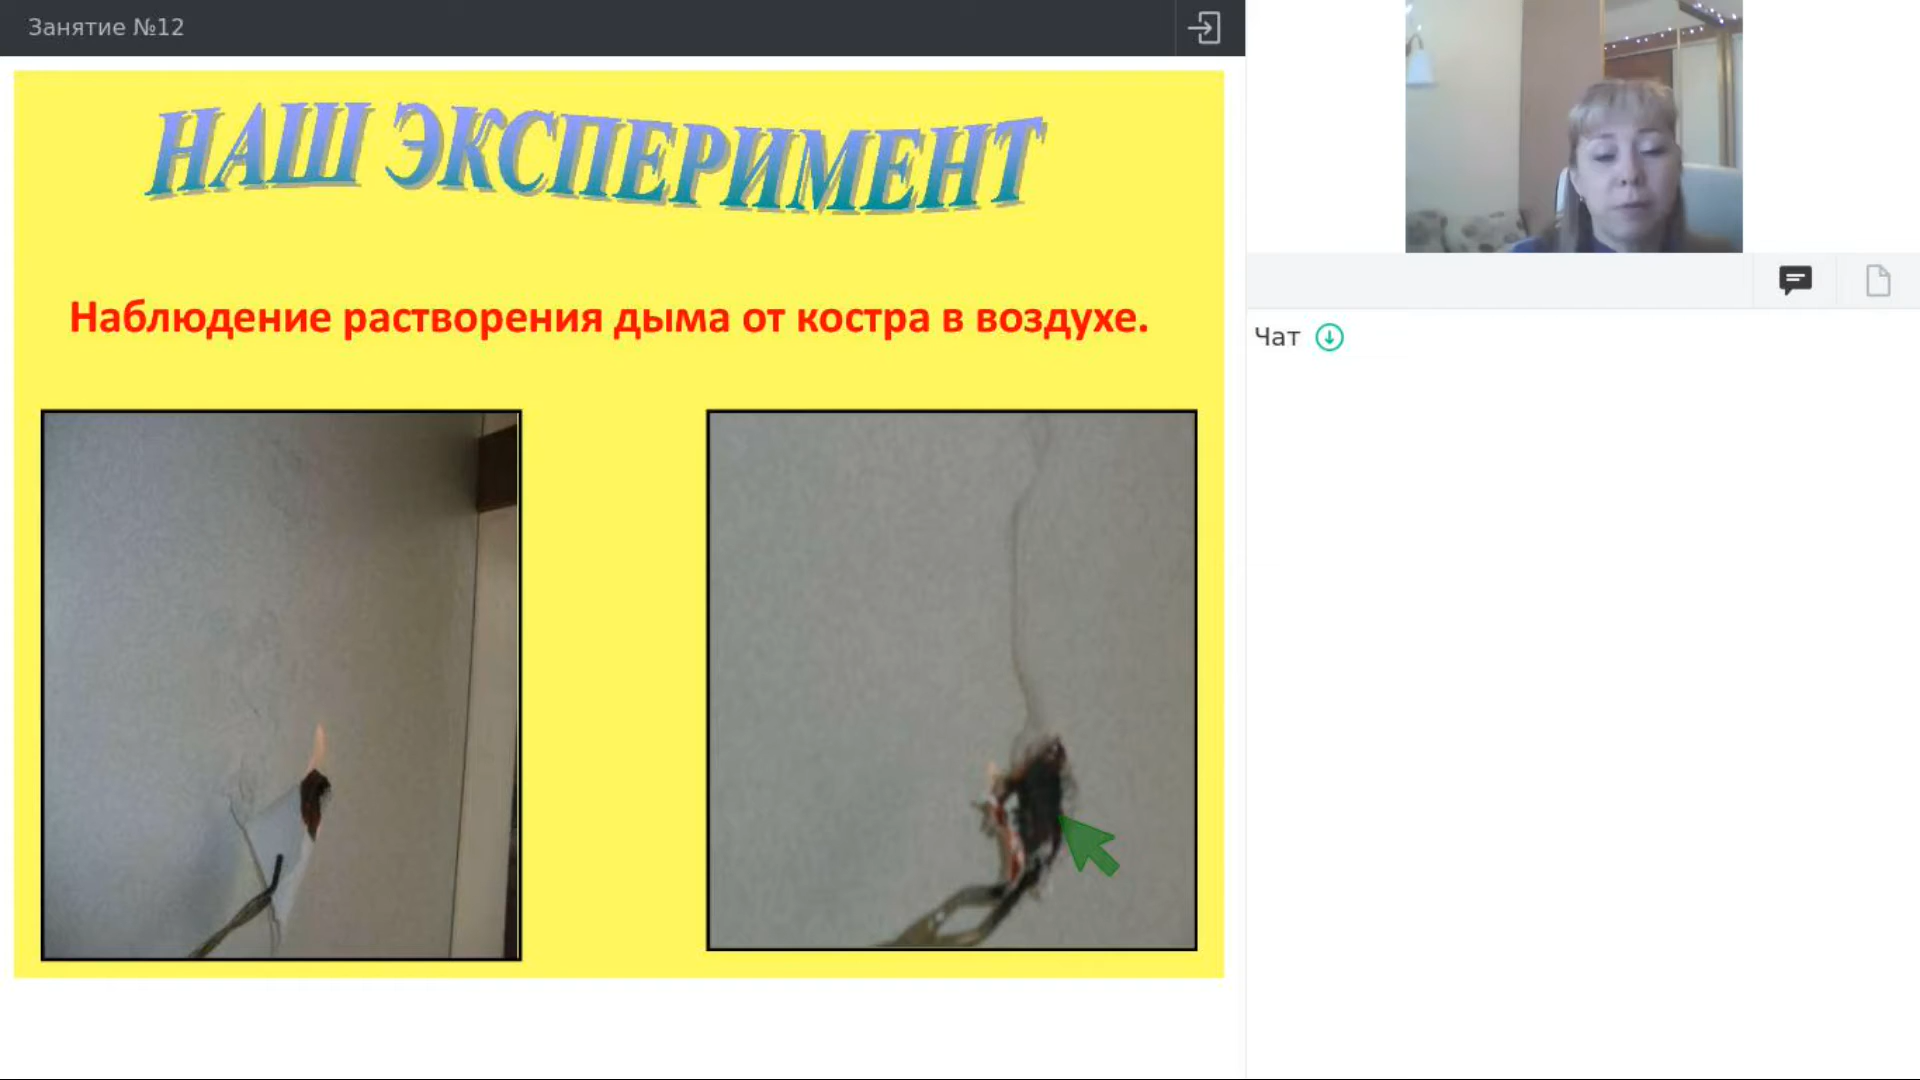 Занятие №12
НАШ ЭКСПЕРИМЕНТ
Наблюдение растворения дыма от костра в воздухе.
Чат